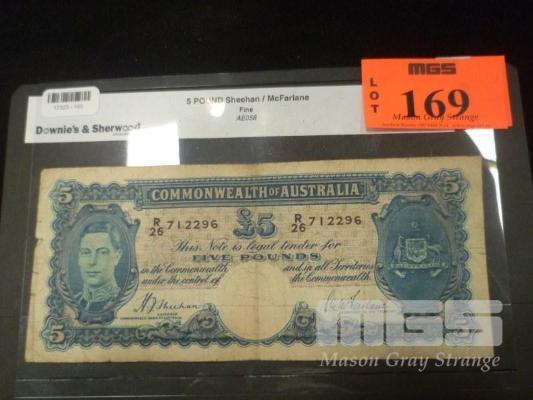 5 POUND Sheehan / McFarlane
Fine
AE058
Downie's & Sherwood
MGS
LOT
169
Mason Gray Strange
5
5
COMMONWEALTH OF AUSTRALIA
R/26 712296
£5
R/26 712296
This Note is legal tender for
FIVE POUNDS
in the Commonwealth and in all Territories
under the control of the Commonwealth.
5
5
MGS
Mason Gray Strange